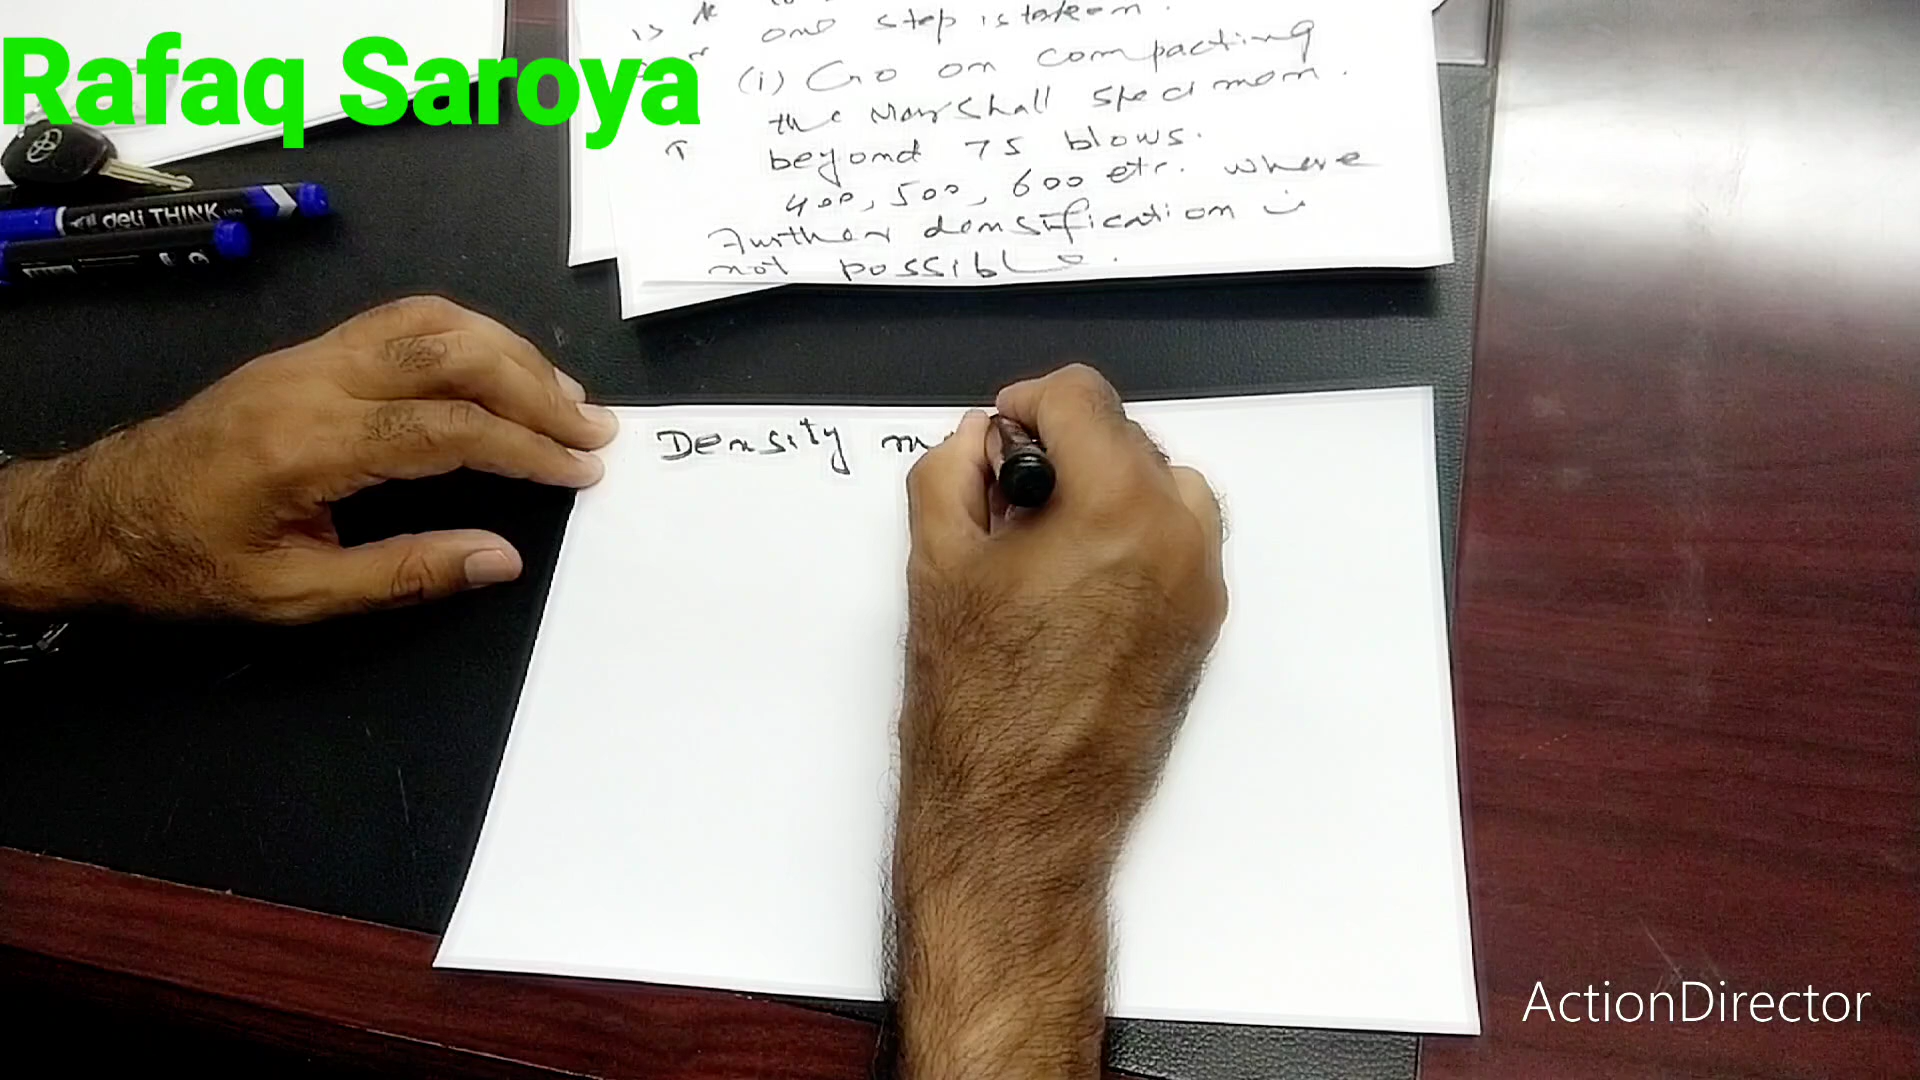 one step is taken.
Rafaq Saroya
(i) Go on compacting
the Marshall specimen.
beyond 75 blows.
400, 500, 600 etc. where
Further densification is
not possible.
deli THINK
Density
ActionDirector